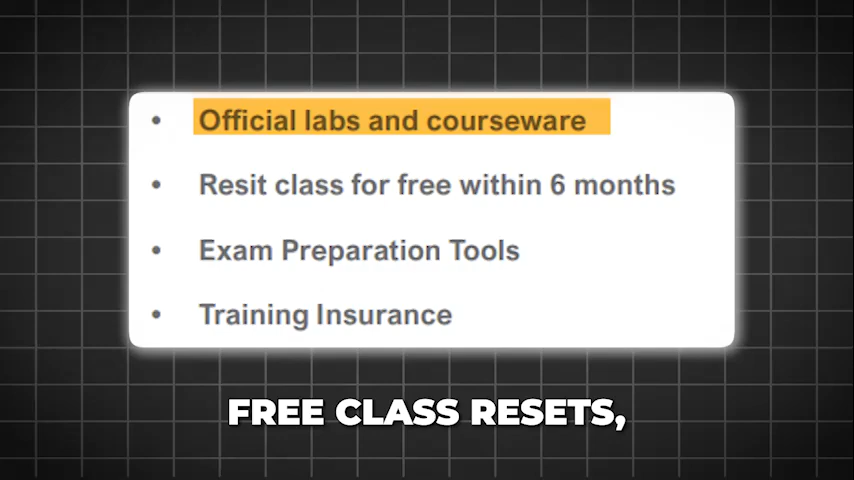 • Official labs and courseware
• Resit class for free within 6 months
• Exam Preparation Tools
• Training Insurance
FREE CLASS RESETS,